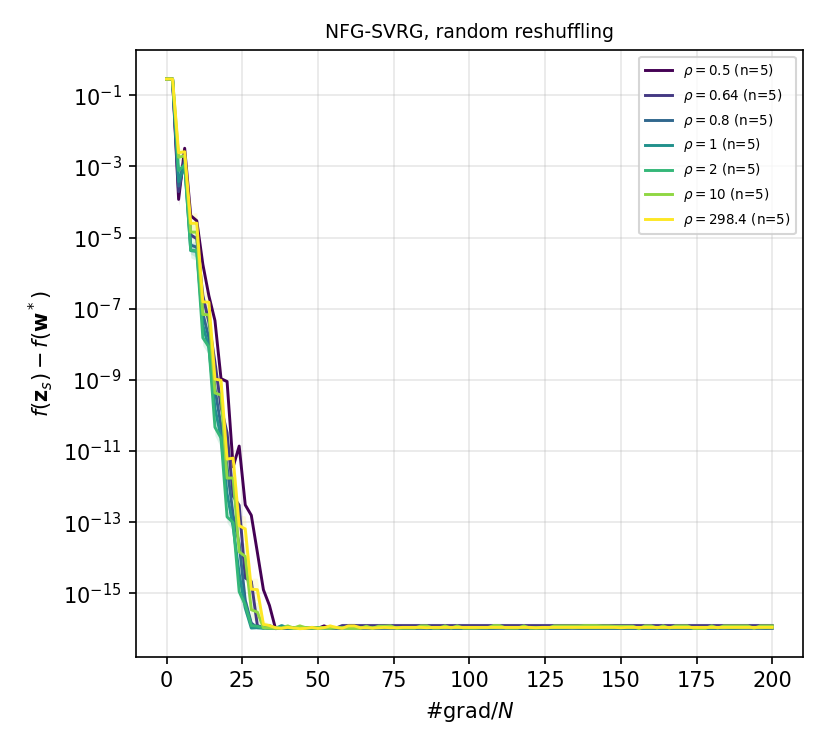 NFG-SVRG, random reshuffling
ρ = 0.5 (n=5)
ρ = 0.64 (n=5)
ρ = 0.8 (n=5)
ρ = 1 (n=5)
ρ = 2 (n=5)
ρ = 10 (n=5)
ρ = 298.4 (n=5)
10⁻¹
10⁻³
10⁻⁵
10⁻⁷
10⁻⁹
10⁻¹¹
10⁻¹³
10⁻¹⁵
f(𝐳ₛ) − f(𝐰*)
0 25 50 75 100 125 150 175 200
#grad/N